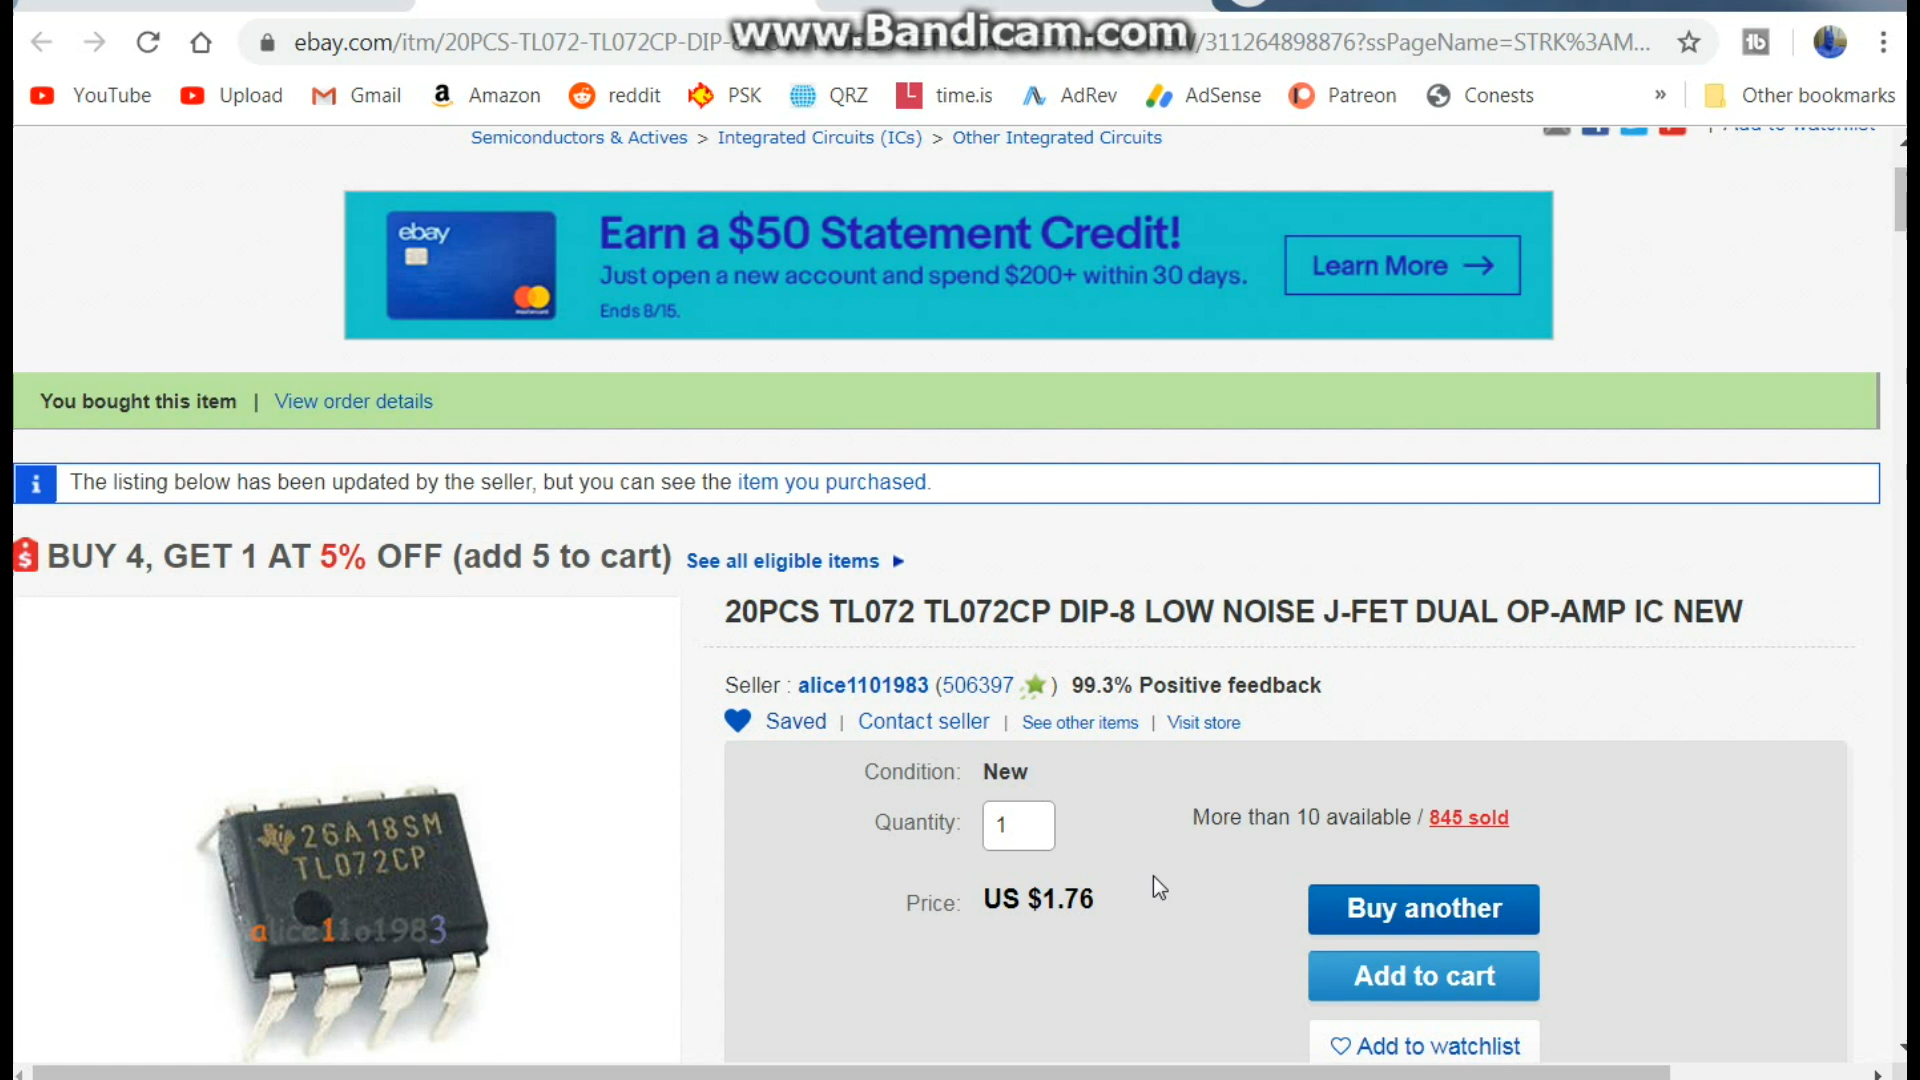 www.Bandicam.com
ebay.com/itm/20PCS-TL072-TL072CP-DIP-8
/311264898876?ssPageName=STRK%3AM...
YouTube Upload Gmail Amazon reddit PSK QRZ time.is AdRev AdSense Patreon Conests » Other bookmarks
Semiconductors & Actives > Integrated Circuits (ICs) > Other Integrated Circuits
| Add to watchlist
ebay
mastercard
Earn a $50 Statement Credit!
Just open a new account and spend $200+ within 30 days.
Ends 8/15.
Learn More →
You bought this item | View order details
i The listing below has been updated by the seller, but you can see the item you purchased.
$ BUY 4, GET 1 AT 5% OFF (add 5 to cart) See all eligible items ►
20PCS TL072 TL072CP DIP-8 LOW NOISE J-FET DUAL OP-AMP IC NEW
Seller : alice1101983 (506397 ) 99.3% Positive feedback
Saved | Contact seller | See other items | Visit store
Condition: New
Quantity: 1
More than 10 available / 845 sold
Price: US $1.76
Buy another
Add to cart
Add to watchlist
26A18SM
TL072CP
alice11o1983